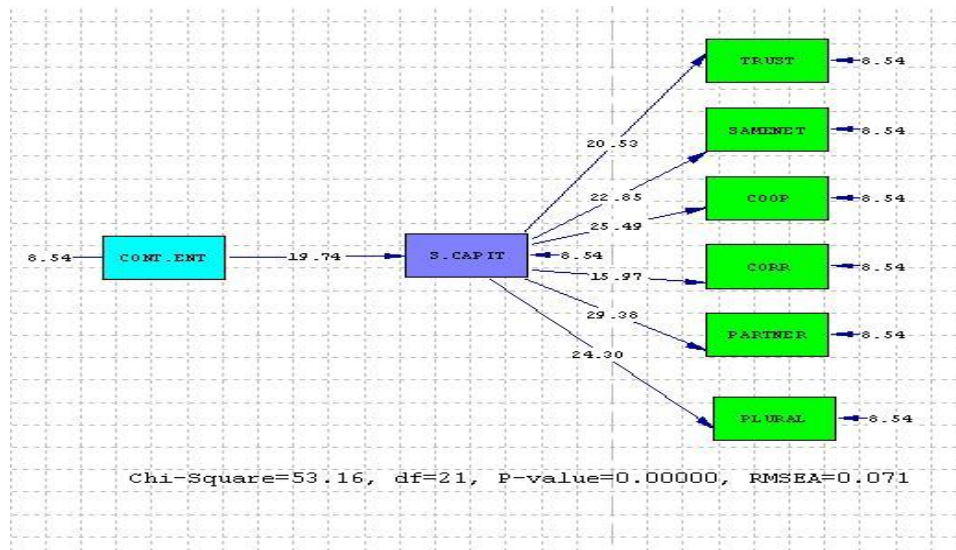 TRUST
8.54
SAMENET
8.54
20.53
22.85
COOP
8.54
25.49
8.54
CONT.ENT
19.74
S.CAPIT
8.54
CORR
8.54
15.97
29.38
PARTNER
8.54
24.30
PLURAL
8.54
Chi-Square=53.16, df=21, P-value=0.00000, RMSEA=0.071